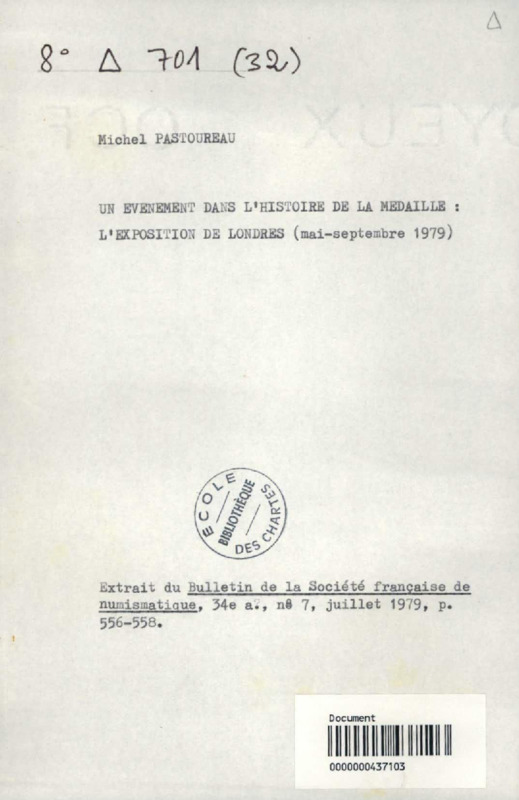 Δ
8° Δ 701 (32)
Michel PASTOUREAU
UN EVENEMENT DANS L'HISTOIRE DE LA MEDAILLE :
L'EXPOSITION DE LONDRES (mai-septembre 1979)
ECOLE
BIBLIOTHÈQUE
DES CHARTES
Extrait du Bulletin de la Société française de
numismatique, 34e a., nº 7, juillet 1979, p.
556-558.
Document
0000000437103